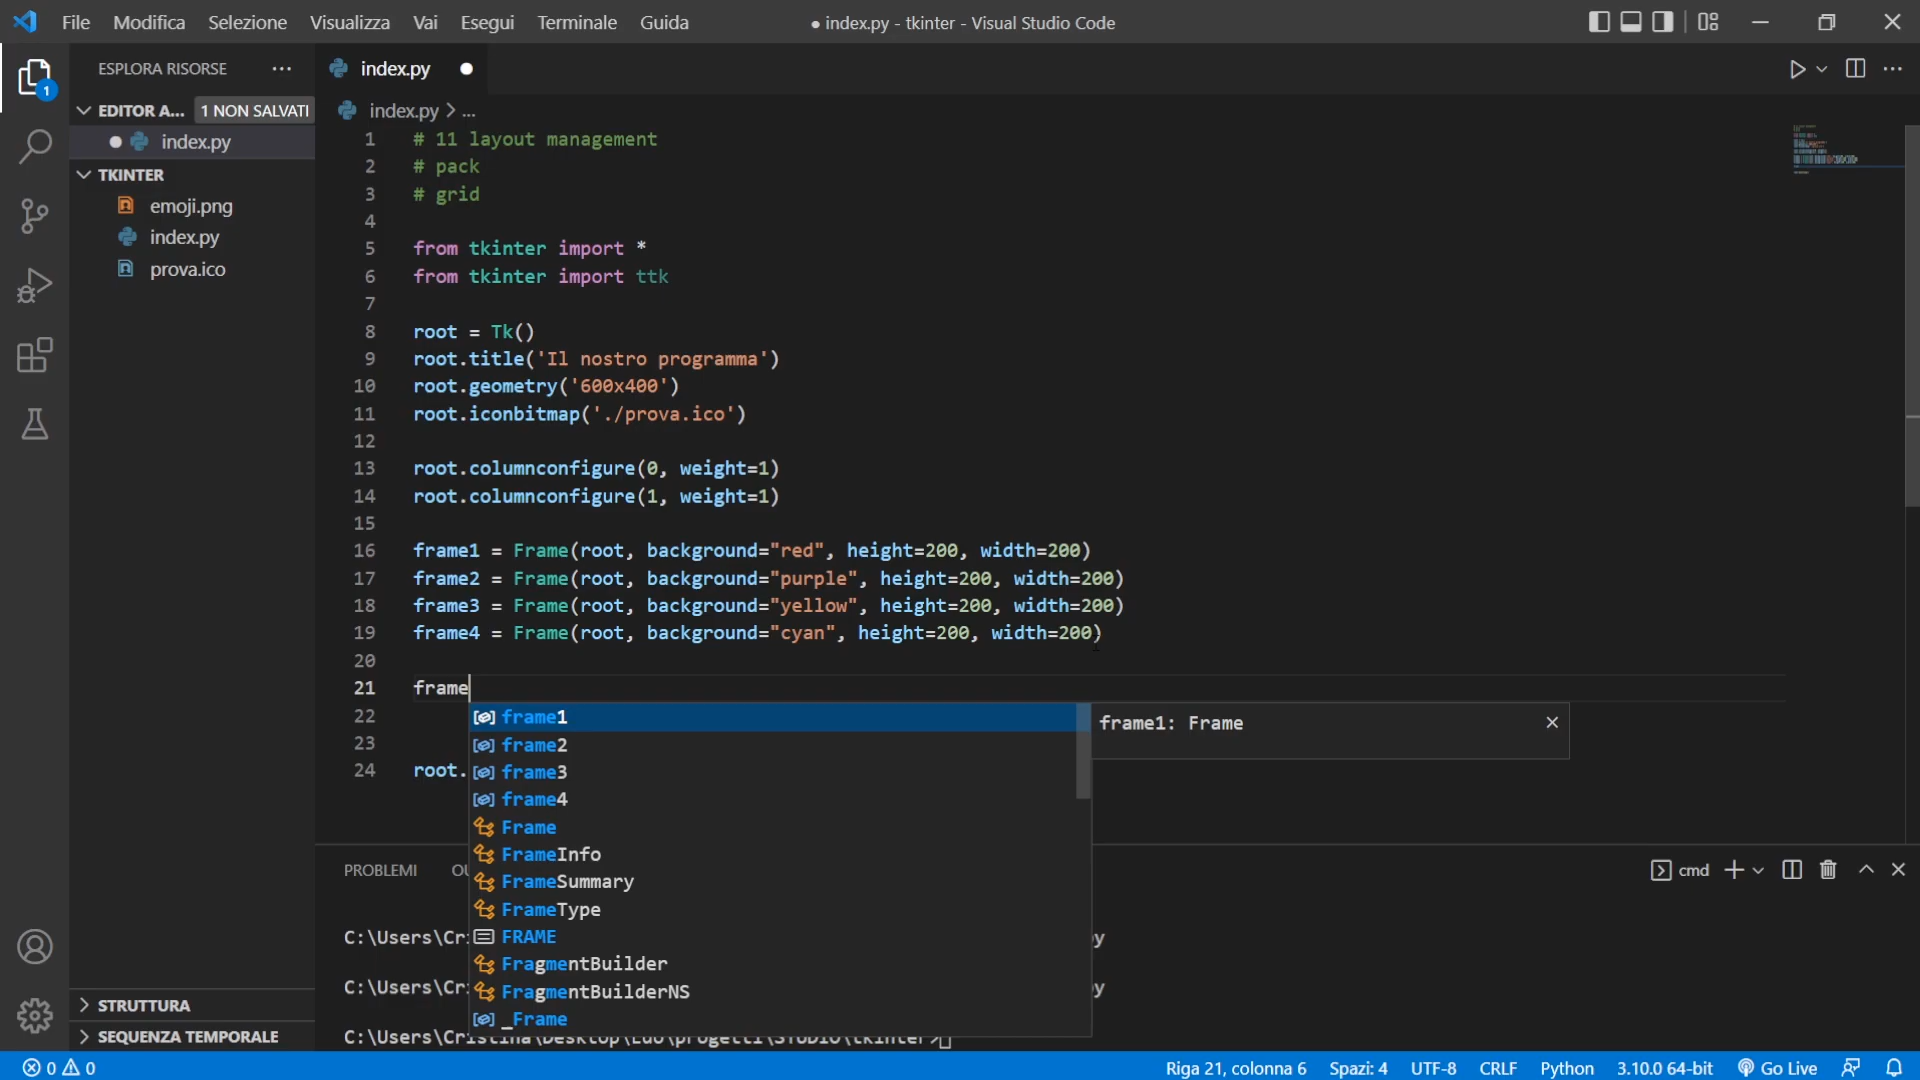 File Modifica Selezione Visualizza Vai Esegui Terminale Guida
● index.py - tkinter - Visual Studio Code
ESPLORA RISORSE
index.py
1
EDITOR A... 1 NON SALVATI
index.py
TKINTER
emoji.png
index.py
prova.ico
index.py > ...
1 # 11 layout management
2 # pack
3 # grid
4
5 from tkinter import *
6 from tkinter import ttk
7
8 root = Tk()
9 root.title('Il nostro programma')
10 root.geometry('600x400')
11 root.iconbitmap('./prova.ico')
12
13 root.columnconfigure(0, weight=1)
14 root.columnconfigure(1, weight=1)
15
16 frame1 = Frame(root, background="red", height=200, width=200)
17 frame2 = Frame(root, background="purple", height=200, width=200)
18 frame3 = Frame(root, background="yellow", height=200, width=200)
19 frame4 = Frame(root, background="cyan", height=200, width=200)
20
21 frame
22
23
24 root.
frame1
frame2
frame3
frame4
Frame
FrameInfo
FrameSummary
FrameType
FRAME
FragmentBuilder
FragmentBuilderNS
_Frame
frame1: Frame
PROBLEMI
cmd
C:\Users\Cri
C:\Users\Cri
C:\Users\Cristina\Desktop\Edo\progetti\STUDIO\tkinter>
STRUTTURA
SEQUENZA TEMPORALE
0 0
Riga 21, colonna 6 Spazi: 4 UTF-8 CRLF Python 3.10.0 64-bit Go Live